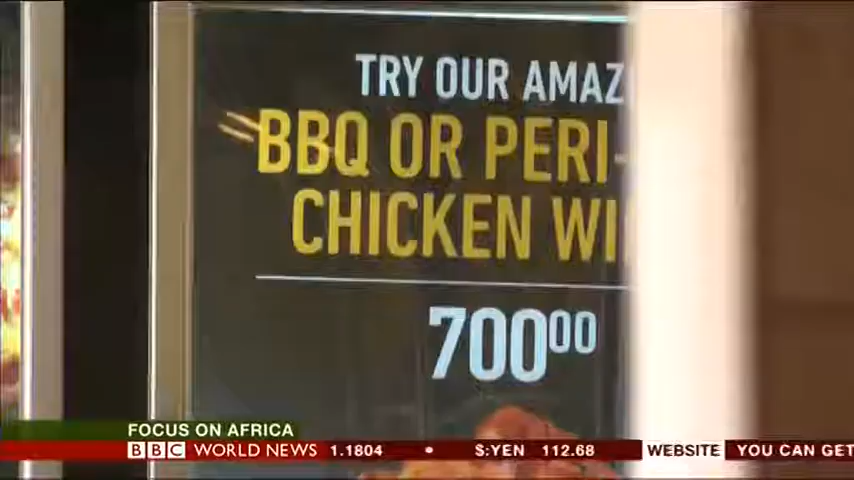 TRY OUR AMAZ
BBQ OR PERI-
CHICKEN WI
700⁰⁰
FOCUS ON AFRICA
BBC WORLD NEWS 1.1804 • S:YEN 112.68 WEBSITE YOU CAN GET